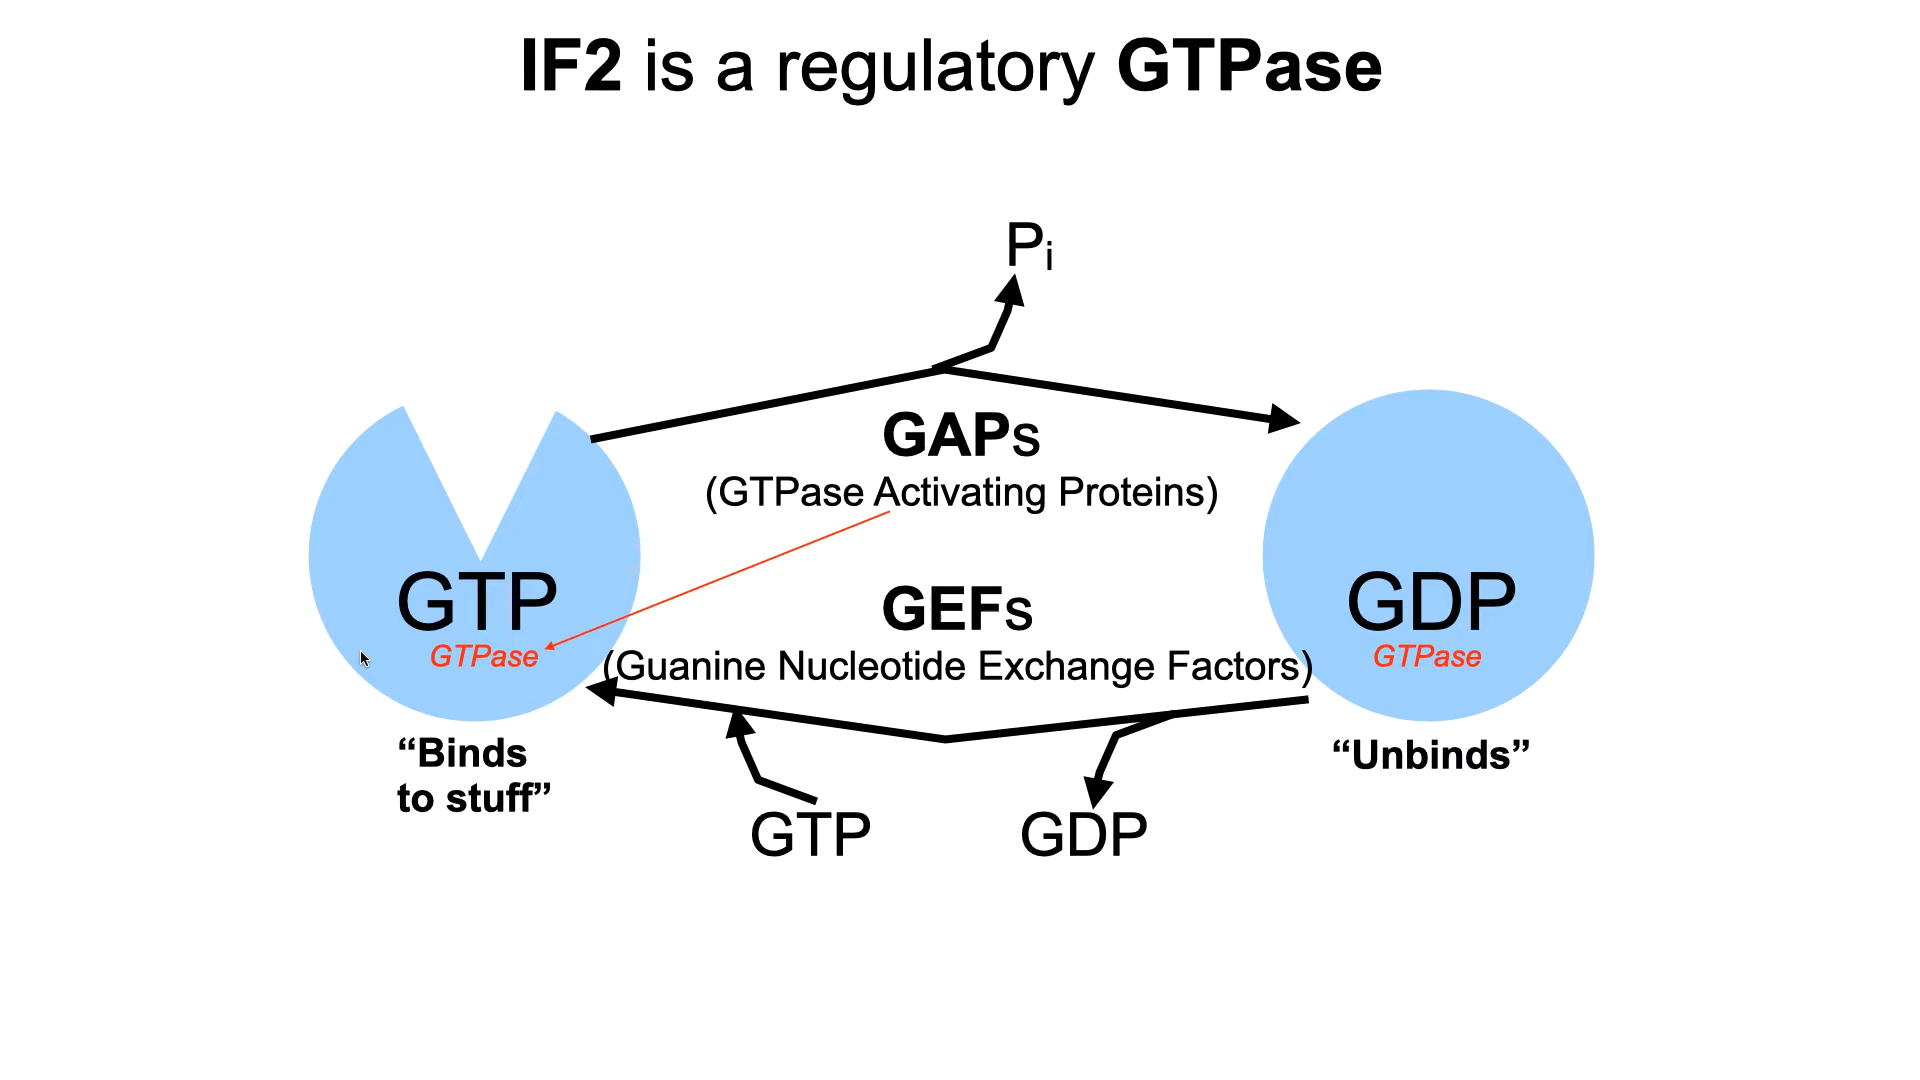 IF2 is a regulatory GTPase
Pi
GAPs
(GTPase Activating Proteins)
GTP
GTPase
GEFs
(Guanine Nucleotide Exchange Factors)
GDP
GTPase
“Binds
to stuff”
“Unbinds”
GTP
GDP